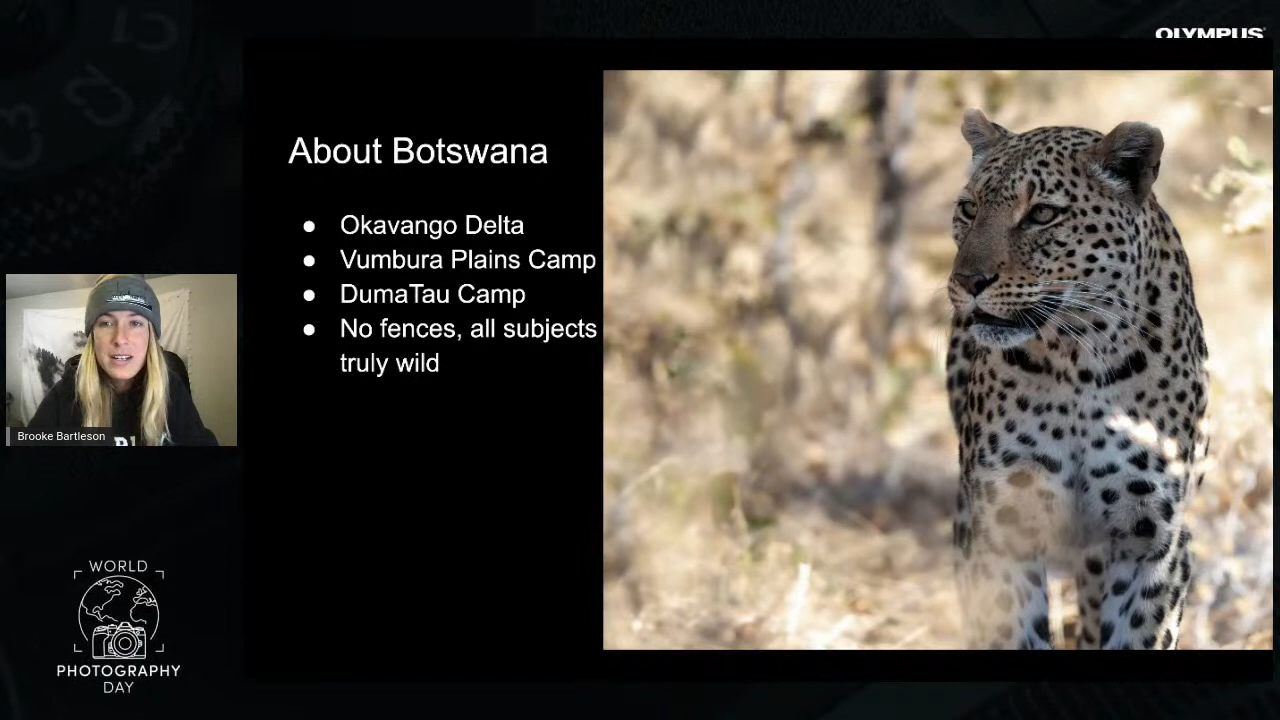 OLYMPUS
About Botswana
● Okavango Delta
● Vumbura Plains Camp
● DumaTau Camp
● No fences, all subjects
truly wild
Brooke Bartleson
WORLD
PHOTOGRAPHY
DAY